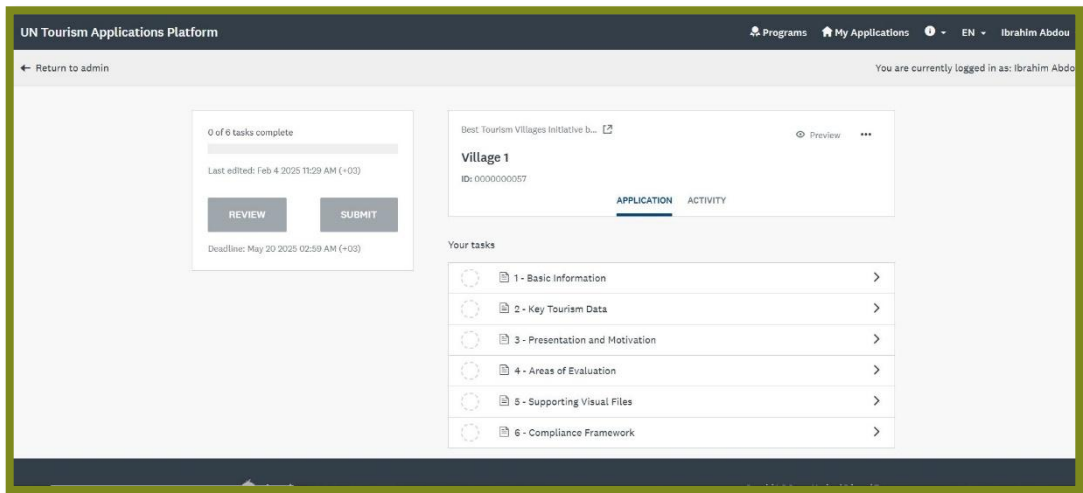 UN Tourism Applications Platform
Programs My Applications EN Ibrahim Abdou
← Return to admin
You are currently logged in as: Ibrahim Abdo
0 of 6 tasks complete
Last edited: Feb 4 2025 11:29 AM (+03)
REVIEW SUBMIT
Deadline: May 20 2025 02:59 AM (+03)
Best Tourism Villages Initiative b...
Preview •••
Village 1
ID: 0000000057
APPLICATION ACTIVITY
Your tasks
1 - Basic Information
2 - Key Tourism Data
3 - Presentation and Motivation
4 - Areas of Evaluation
5 - Supporting Visual Files
6 - Compliance Framework